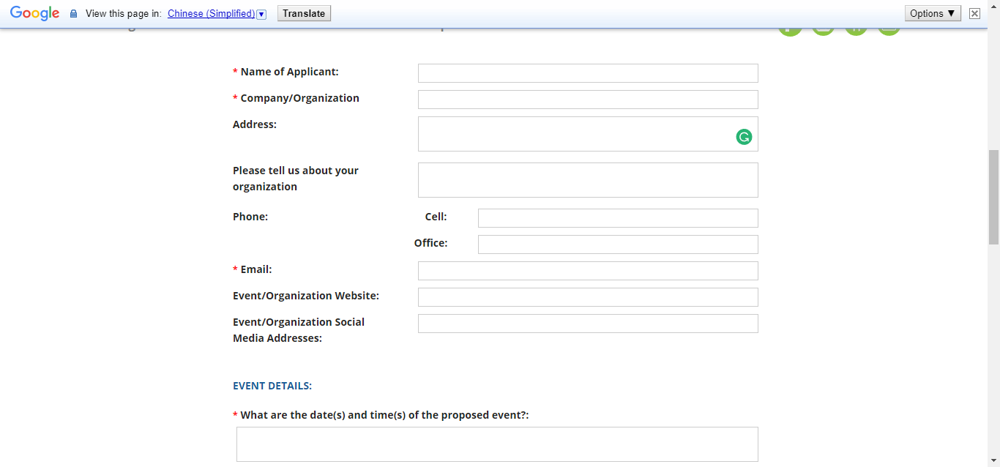 Google View this page in: Chinese (Simplified) ▼ Translate Options ▼
* Name of Applicant:
* Company/Organization
Address:
Please tell us about your
organization
Phone: Cell:
Office:
* Email:
Event/Organization Website:
Event/Organization Social
Media Addresses:
EVENT DETAILS:
* What are the date(s) and time(s) of the proposed event?: